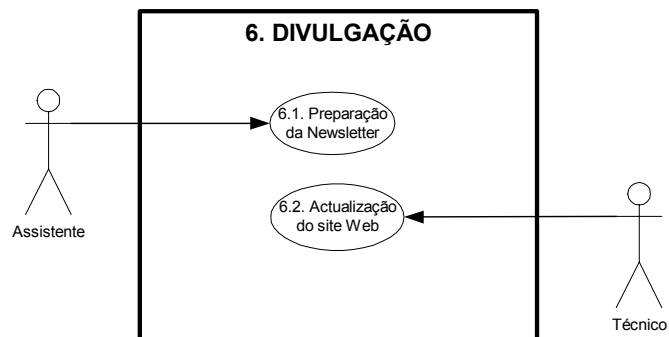 6. DIVULGAÇÃO
6.1. Preparação
da Newsletter
6.2. Actualização
do site Web
Assistente
Técnico